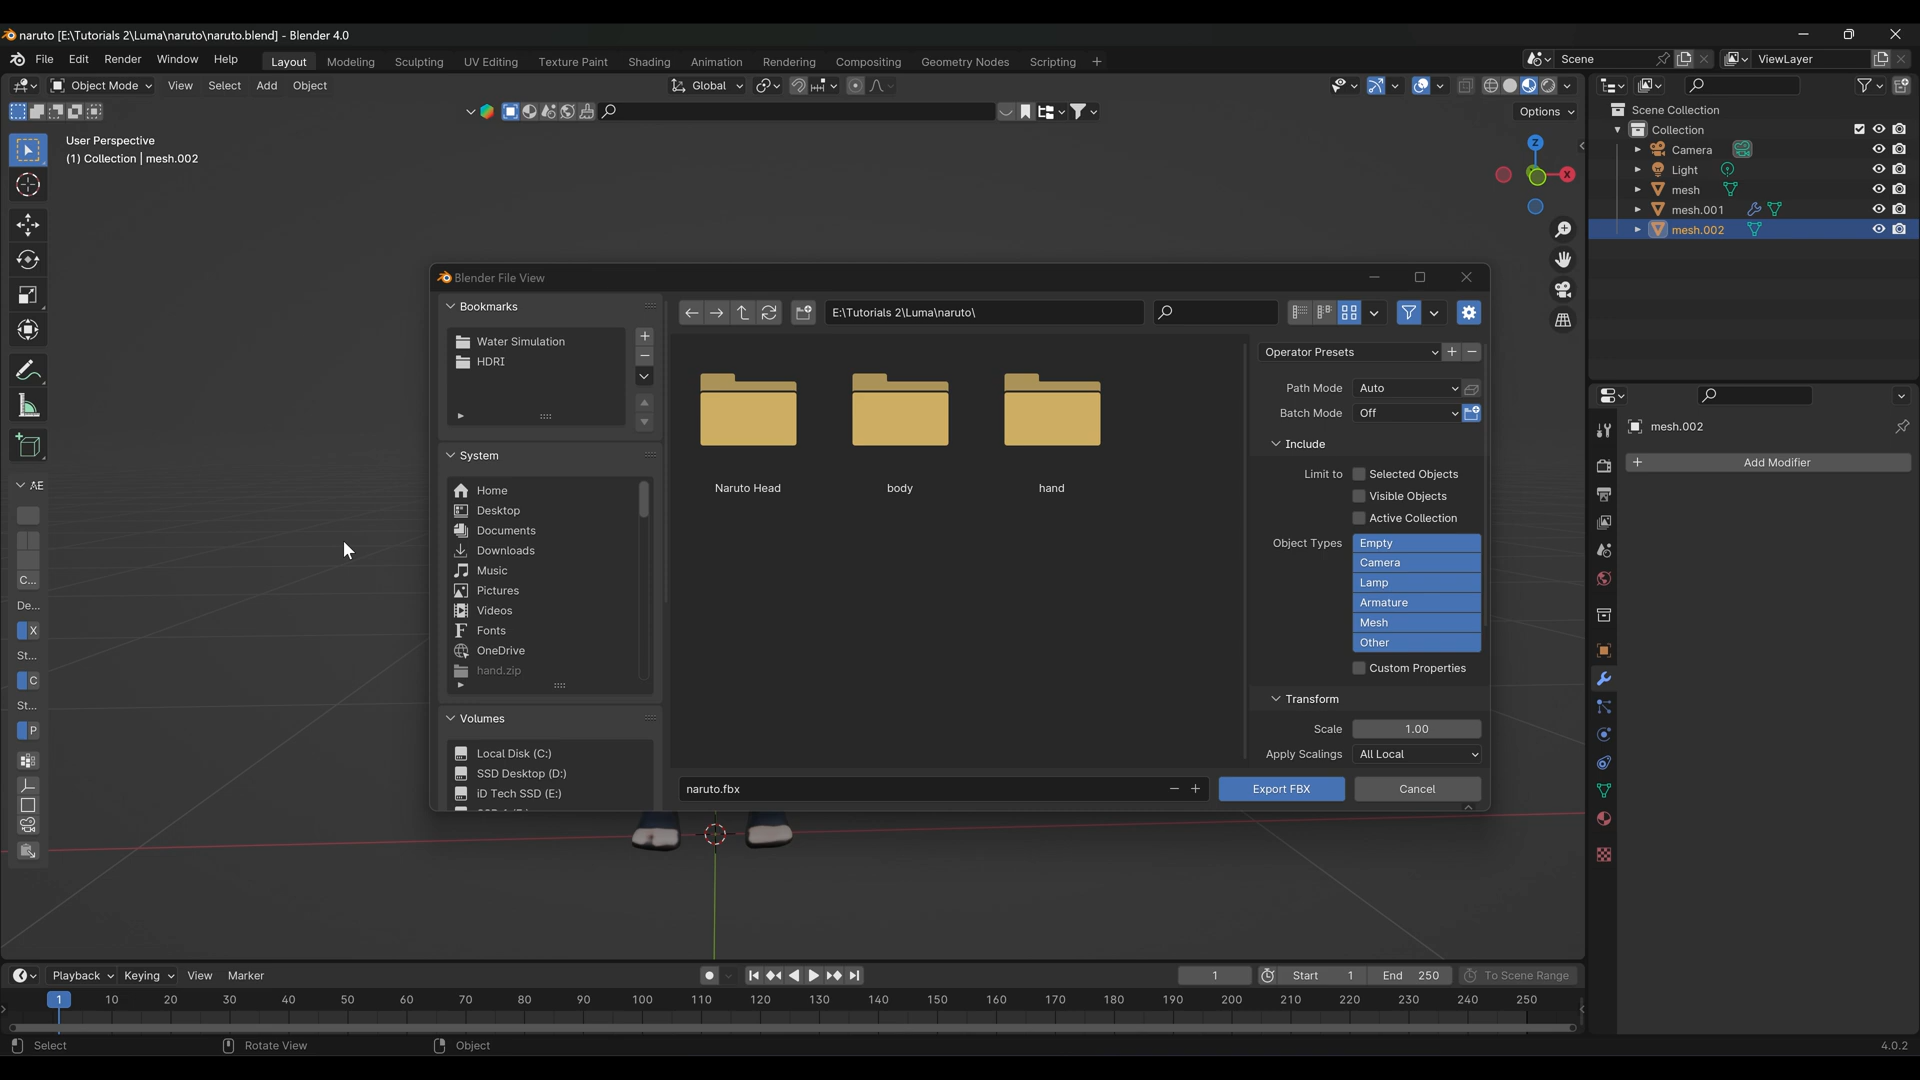 naruto [E:\Tutorials 2\Luma\naruto\naruto.blend] - Blender 4.0
File Edit Render Window Help Layout Modeling Sculpting UV Editing Texture Paint Shading Animation Rendering Compositing Geometry Nodes Scripting + Scene ViewLayer
Object Mode View Select Add Object Global
Options
User Perspective
(1) Collection | mesh.002
Z
X
Scene Collection
Collection
Camera
Light
mesh
mesh.001
mesh.002
mesh.002
Add Modifier
AE
C...
De...
X
St...
C
St...
P
Blender File View
Bookmarks
Water Simulation
HDRI
System
Home
Desktop
Documents
Downloads
Music
Pictures
Videos
Fonts
OneDrive
hand.zip
Volumes
Local Disk (C:)
SSD Desktop (D:)
iD Tech SSD (E:)
E:\Tutorials 2\Luma\naruto\
Naruto Head
body
hand
Operator Presets
Path Mode Auto
Batch Mode Off
Include
Limit to Selected Objects
Visible Objects
Active Collection
Object Types Empty
Camera
Lamp
Armature
Mesh
Other
Custom Properties
Transform
Scale 1.00
Apply Scalings All Local
naruto.fbx Export FBX Cancel
Playback Keying View Marker 1 Start 1 End 250 To Scene Range
1 10 20 30 40 50 60 70 80 90 100 110 120 130 140 150 160 170 180 190 200 210 220 230 240 250
Select Rotate View Object 4.0.2